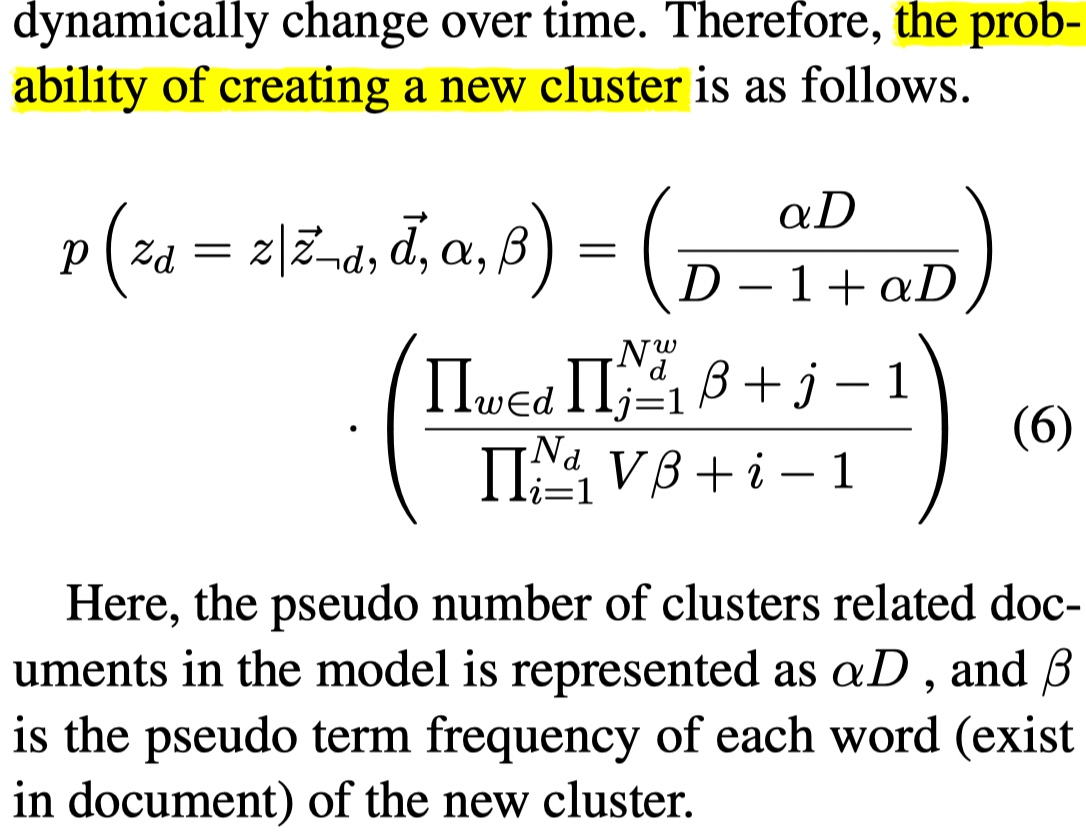 dynamically change over time. Therefore, the prob-
ability of creating a new cluster is as follows.
p ( z_d = z|z⃗_{¬d}, d⃗, α, β ) = ( αD / (D − 1 + αD) )
· ( ∏_{w∈d} ∏_{j=1}^{N_d^w} β + j − 1 / ∏_{i=1}^{N_d} Vβ + i − 1 ) (6)
Here, the pseudo number of clusters related doc-
uments in the model is represented as αD , and β
is the pseudo term frequency of each word (exist
in document) of the new cluster.